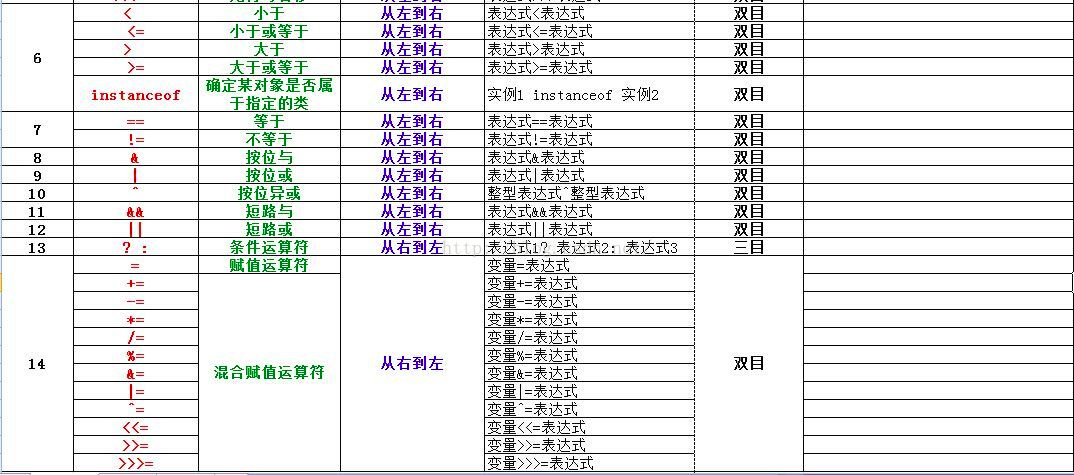 < 小于 从左到右 表达式<表达式 双目
<= 小于或等于 从左到右 表达式<=表达式 双目
6
> 大于 从左到右 表达式>表达式 双目
>= 大于或等于 从左到右 表达式>=表达式 双目
instanceof 确定某对象是否属 从左到右 实例1 instanceof 实例2 双目
于指定的类
7
== 等于 从左到右 表达式==表达式 双目
!= 不等于 从左到右 表达式!=表达式 双目
8 & 按位与 从左到右 表达式&表达式 双目
9 | 按位或 从左到右 表达式|表达式 双目
10 ^ 按位异或 从左到右 整型表达式^整型表达式 双目
11 && 短路与 从左到右 表达式&&表达式 双目
12 || 短路或 从左到右 表达式||表达式 双目
13 ? : 条件运算符 从右到左 表达式1? 表达式2: 表达式3 三目
= 赋值运算符 变量=表达式
+= 变量+=表达式
-= 变量-=表达式
*= 变量*=表达式
/= 变量/=表达式
14 %= 混合赋值运算符 从右到左 变量%=表达式 双目
&= 变量&=表达式
|= 变量|=表达式
^= 变量^=表达式
<<= 变量<<=表达式
>>= 变量>>=表达式
>>>= 变量>>>=表达式